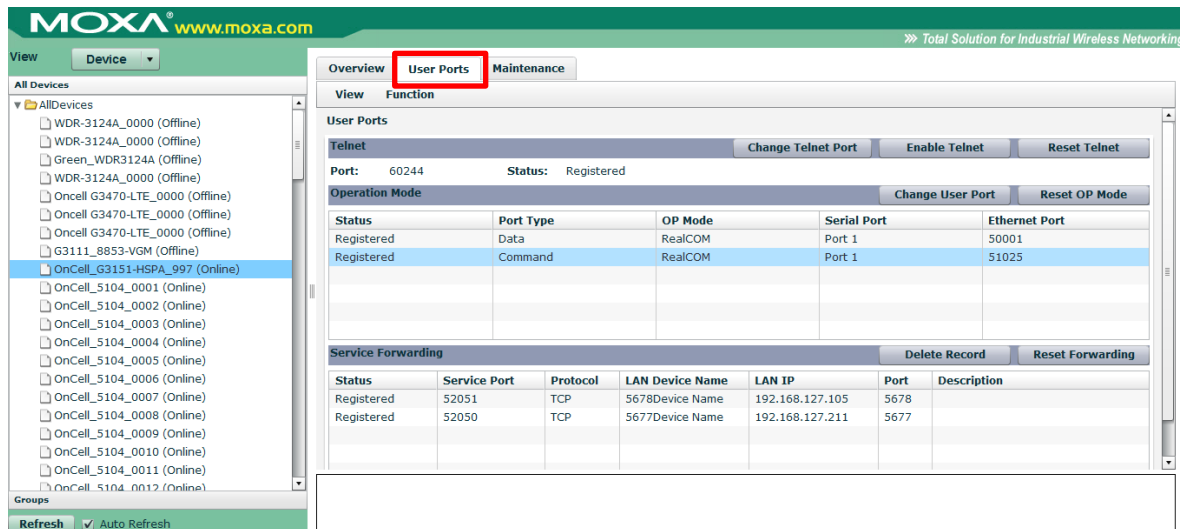 MOXA® www.moxa.com
Total Solution for Industrial Wireless Networking
View Device
All Devices
AllDevices
WDR-3124A_0000 (Offline)
WDR-3124A_0000 (Offline)
Green_WDR3124A (Offline)
WDR-3124A_0000 (Offline)
Oncell G3470-LTE_0000 (Offline)
Oncell G3470-LTE_0000 (Offline)
Oncell G3470-LTE_0000 (Offline)
G3111_8853-VGM (Offline)
OnCell_G3151-HSPA_997 (Online)
OnCell_5104_0001 (Online)
OnCell_5104_0002 (Online)
OnCell_5104_0003 (Online)
OnCell_5104_0004 (Online)
OnCell_5104_0005 (Online)
OnCell_5104_0006 (Online)
OnCell_5104_0007 (Online)
OnCell_5104_0008 (Online)
OnCell_5104_0009 (Online)
OnCell_5104_0010 (Online)
OnCell_5104_0011 (Online)
OnCell_5104_0012 (Online)
Groups
Refresh Auto Refresh
Overview User Ports Maintenance
View Function
User Ports
Telnet Change Telnet Port Enable Telnet Reset Telnet
Port: 60244 Status: Registered
Operation Mode Change User Port Reset OP Mode
Status Port Type OP Mode Serial Port Ethernet Port
Registered Data RealCOM Port 1 50001
Registered Command RealCOM Port 1 51025
Service Forwarding Delete Record Reset Forwarding
Status Service Port Protocol LAN Device Name LAN IP Port Description
Registered 52051 TCP 5678Device Name 192.168.127.105 5678
Registered 52050 TCP 5677Device Name 192.168.127.211 5677